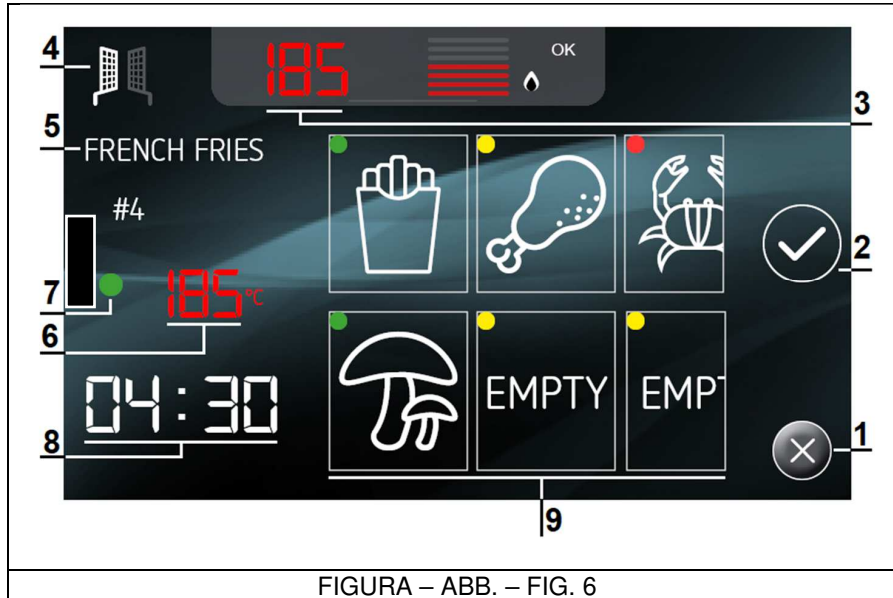 4
185
OK
3
5
FRENCH FRIES
#4
2
7
185°C
6
04:30
EMPTY
EMPT
8
1
9
FIGURA – ABB. – FIG. 6